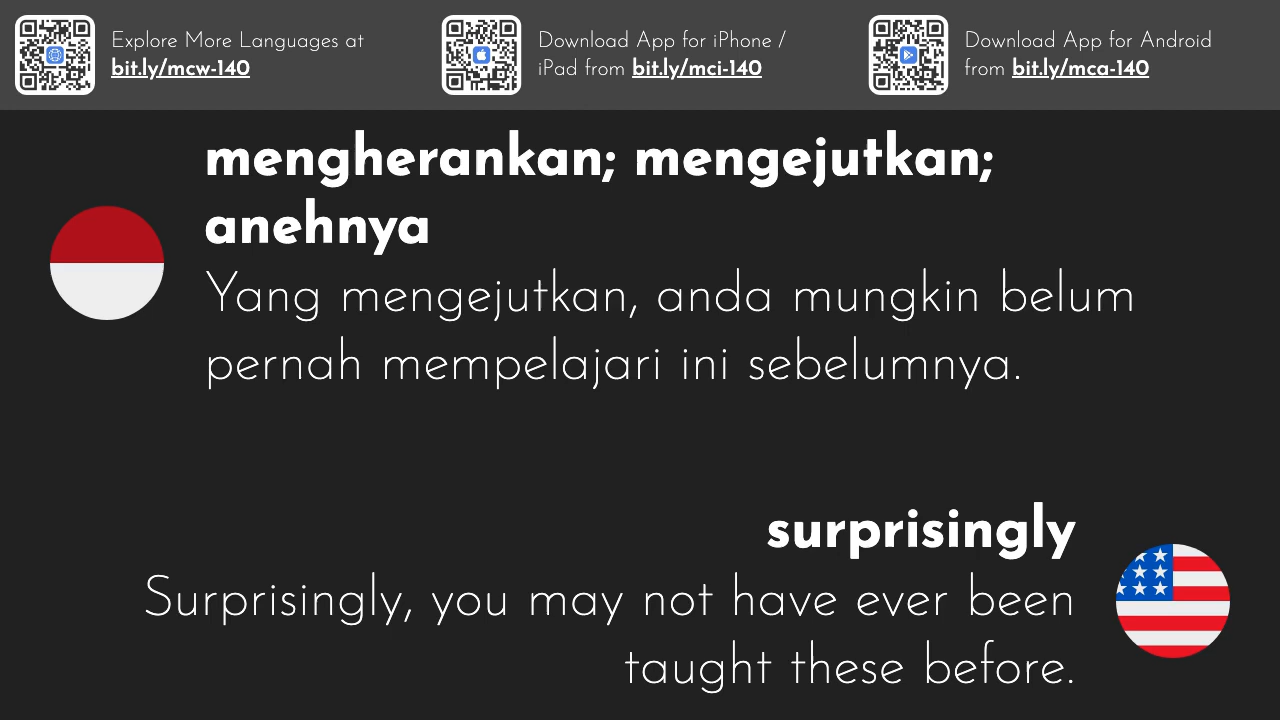 Explore More Languages at
bit.ly/mcw-140
Download App for iPhone /
iPad from bit.ly/mci-140
Download App for Android
from bit.ly/mca-140
mengherankan; mengejutkan;
anehnya
Yang mengejutkan, anda mungkin belum
pernah mempelajari ini sebelumnya.
surprisingly
Surprisingly, you may not have ever been
taught these before.